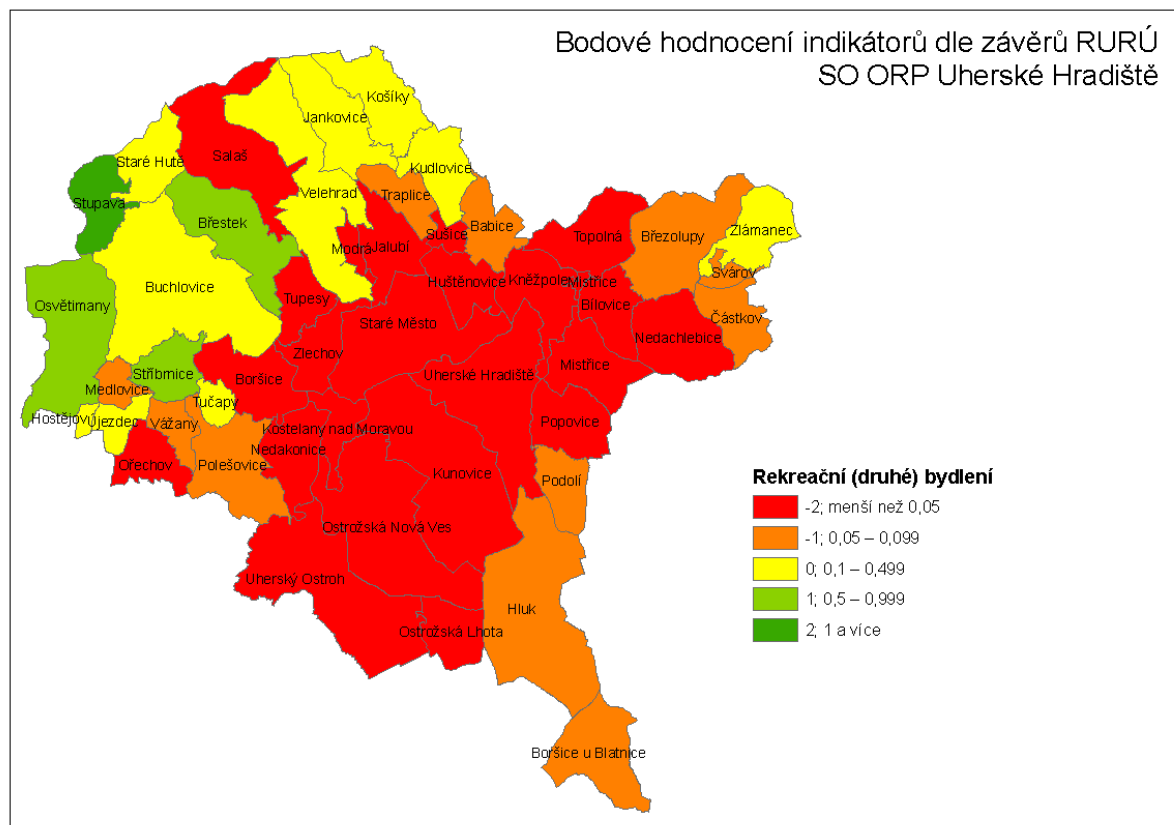 Bodové hodnocení indikátorů dle závěrů RURÚ
SO ORP Uherské Hradiště
Košíky
Jankovice
Staré Hutě
Salaš
Kudlovice
Stupava
Velehrad
Traplice
Břestek
Babice
Zlámanec
Sušice
Topolná
Březolupy
Modrá
Jalubí
Svárov
Huštěnovice
Kněžpole
Mistřice
Buchlovice
Osvětimany
Tupesy
Bílovice
Částkov
Staré Město
Nedachlebice
Zlechov
Mistřice
Stříbrnice
Uherské Hradiště
Boršice
Medlovice
Tučapy
Hostějov
Újezdec
Vážany
Popovice
Kostelany nad Moravou
Nedakonice
Ořechov
Polešovice
Kunovice
Podolí
Ostrožská Nová Ves
Uherský Ostroh
Hluk
Ostrožská Lhota
Boršice u Blatnice
Rekreační (druhé) bydlení
-2; menší než 0,05
-1; 0,05 – 0,099
0; 0,1 – 0,499
1; 0,5 – 0,999
2; 1 a více